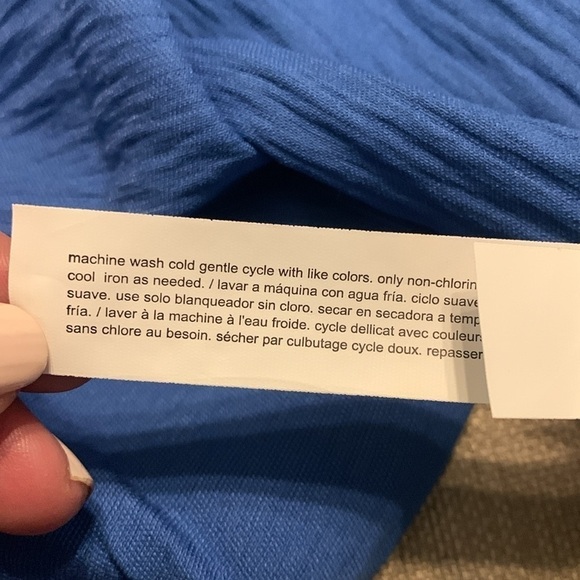 machine wash cold gentle cycle with like colors. only non-chlorin
cool iron as needed. / lavar a máquina con agua fría. ciclo suave
suave. use solo blanqueador sin cloro. secar en secadora a temp
fría. / laver à la machine à l'eau froide. cycle dellicat avec couleur
sans chlore au besoin. sécher par culbutage cycle doux. repasser